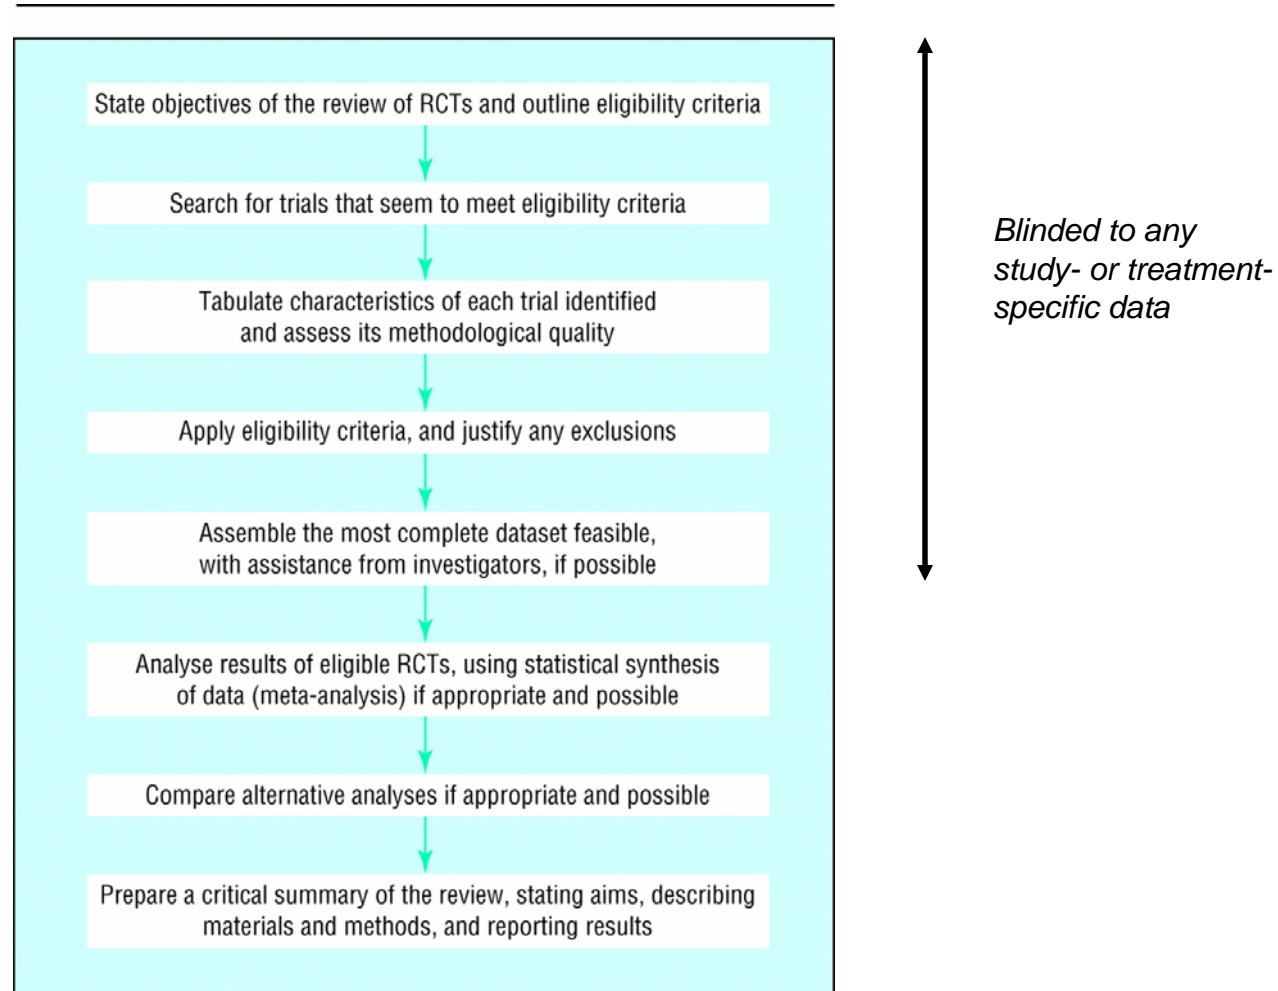 State objectives of the review of RCTs and outline eligibility criteria
Search for trials that seem to meet eligibility criteria
Tabulate characteristics of each trial identified
and assess its methodological quality
Apply eligibility criteria, and justify any exclusions
Assemble the most complete dataset feasible,
with assistance from investigators, if possible
Analyse results of eligible RCTs, using statistical synthesis
of data (meta-analysis) if appropriate and possible
Compare alternative analyses if appropriate and possible
Prepare a critical summary of the review, stating aims, describing
materials and methods, and reporting results
Blinded to any
study- or treatment-
specific data